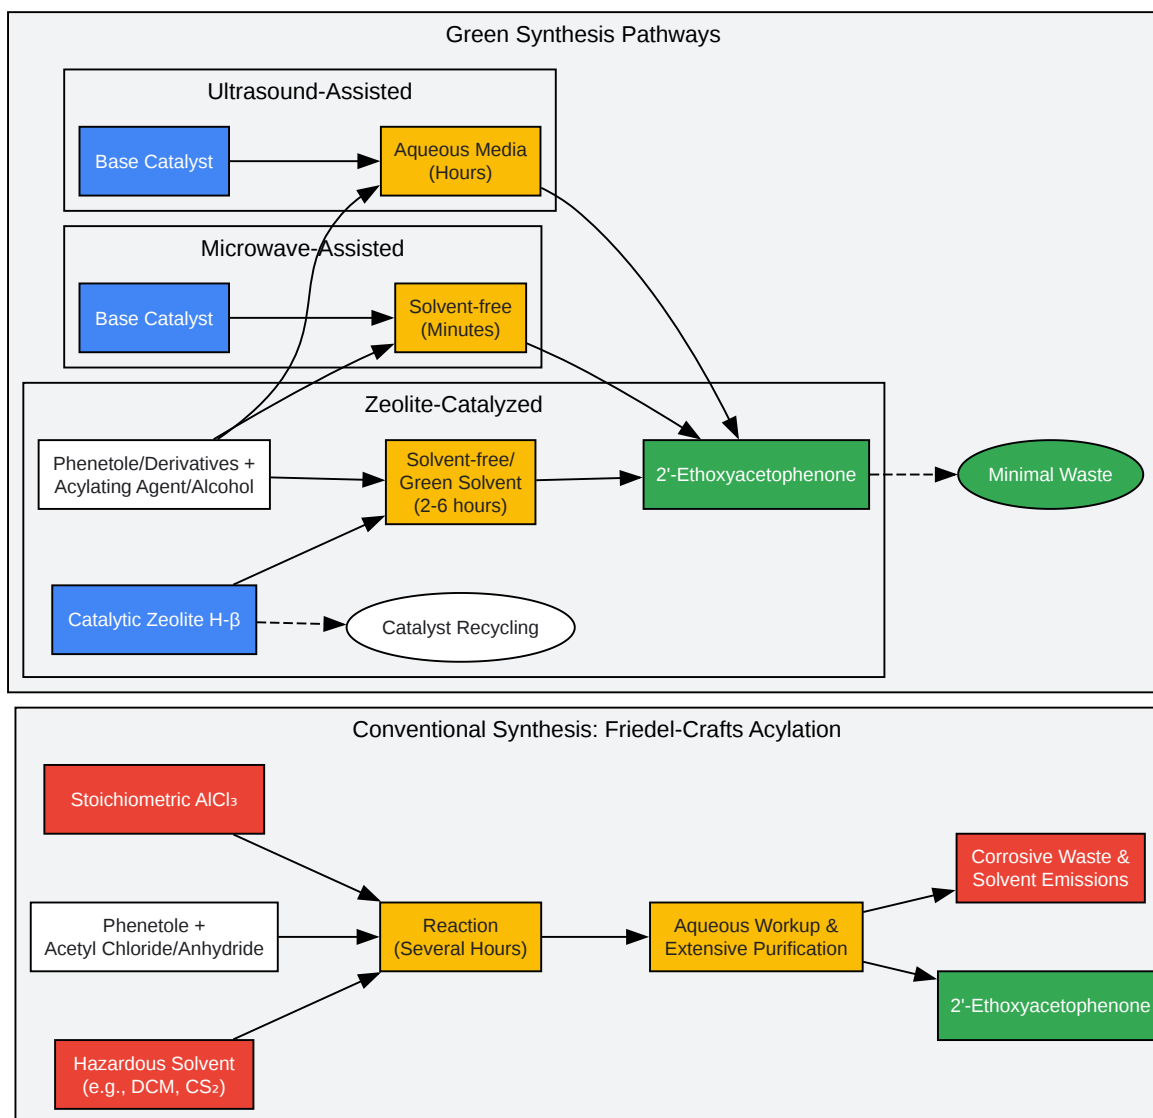 Green Synthesis Pathways
Ultrasound-Assisted
Base Catalyst
Aqueous Media
(Hours)
Microwave-Assisted
Base Catalyst
Solvent-free
(Minutes)
Zeolite-Catalyzed
Phenetole/Derivatives +
Acylating Agent/Alcohol
Solvent-free/
Green Solvent
(2-6 hours)
2'-Ethoxyacetophenone
Minimal Waste
Catalytic Zeolite H-β
Catalyst Recycling
Conventional Synthesis: Friedel-Crafts Acylation
Stoichiometric AlCl₃
Phenetole +
Acetyl Chloride/Anhydride
Hazardous Solvent
(e.g., DCM, CS₂)
Reaction
(Several Hours)
Aqueous Workup &
Extensive Purification
Corrosive Waste &
Solvent Emissions
2'-Ethoxyacetophenone